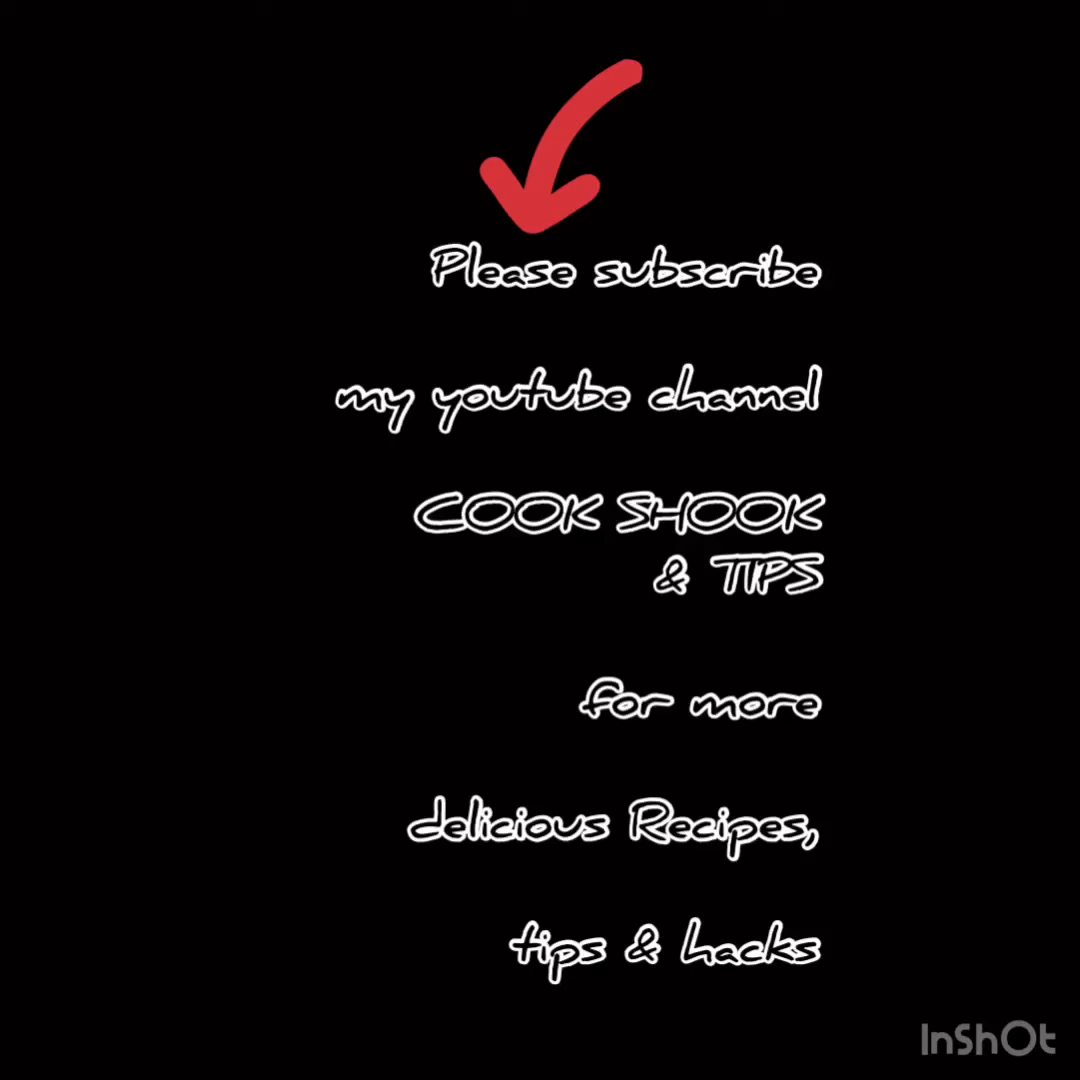 Please subscribe
my youtube channel
COOK SHOOK
& TIPS
for more
delicious Recipes,
tips & hacks
InShOt